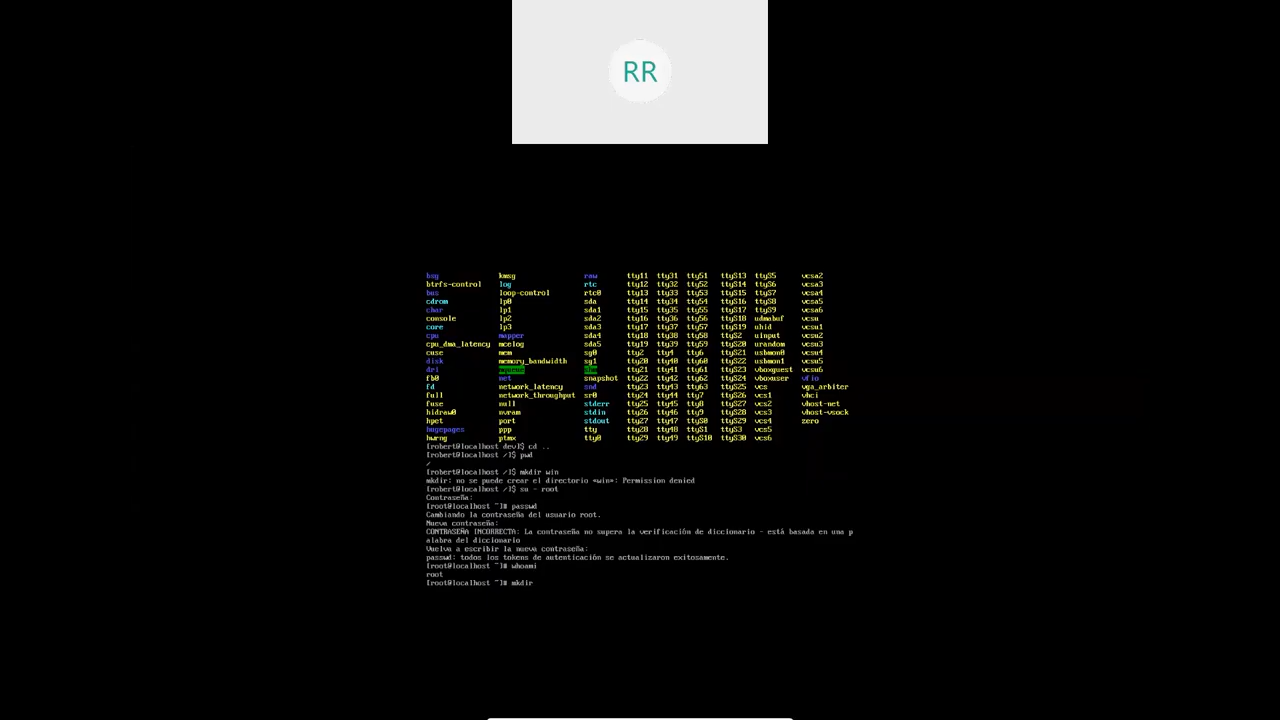 RR
bsg kmsg raw tty11 tty31 tty51 ttyS13 ttyS5 vcsa2
btrfs-control log rtc tty12 tty32 tty52 ttyS14 ttyS6 vcsa3
bus loop-control rtc0 tty13 tty33 tty53 ttyS15 ttyS7 vcsa4
cdrom lp0 sda tty14 tty34 tty54 ttyS16 ttyS8 vcsa5
char lp1 sda1 tty15 tty35 tty55 ttyS17 ttyS9 vcsa6
console lp2 sda2 tty16 tty36 tty56 ttyS18 udmabuf vcsu
core lp3 sda3 tty17 tty37 tty57 ttyS19 uhid vcsu1
cpu mapper sda4 tty18 tty38 tty58 ttyS2 uinput vcsu2
cpu_dma_latency mcelog sda5 tty19 tty39 tty59 ttyS20 urandom vcsu3
cuse mem sg0 tty2 tty4 tty6 ttyS21 usbmon0 vcsu4
disk memory_bandwidth sg1 tty20 tty40 tty60 ttyS22 usbmon1 vcsu5
dri mqueue shm tty21 tty41 tty61 ttyS23 vboxguest vcsu6
fb0 net snapshot tty22 tty42 tty62 ttyS24 vboxuser vfio
fd network_latency snd tty23 tty43 tty63 ttyS25 vcs vga_arbiter
full network_throughput sr0 tty24 tty44 tty7 ttyS26 vcs1 vhci
fuse null stderr tty25 tty45 tty8 ttyS27 vcs2 vhost-net
hidraw0 nvram stdin tty26 tty46 tty9 ttyS28 vcs3 vhost-vsock
hpet port stdout tty27 tty47 ttyS0 ttyS29 vcs4 zero
hugepages ppp tty tty28 tty48 ttyS1 ttyS3 vcs5
hwrng ptmx tty0 tty29 tty49 ttyS10 ttyS30 vcs6
[robert@localhost dev]$ cd ..
[robert@localhost /]$ pwd
/
[robert@localhost /]$ mkdir win
mkdir: no se puede crear el directorio «win»: Permission denied
[robert@localhost /]$ su - root
Contraseña:
[root@localhost ~]# passwd
Cambiando la contraseña del usuario root.
Nueva contraseña:
CONTRASEÑA INCORRECTA: La contraseña no supera la verificación de diccionario - está basada en una p
alabra del diccionario
Vuelva a escribir la nueva contraseña:
passwd: todos los tokens de autenticación se actualizaron exitosamente.
[root@localhost ~]# whoami
root
[root@localhost ~]# mkdir